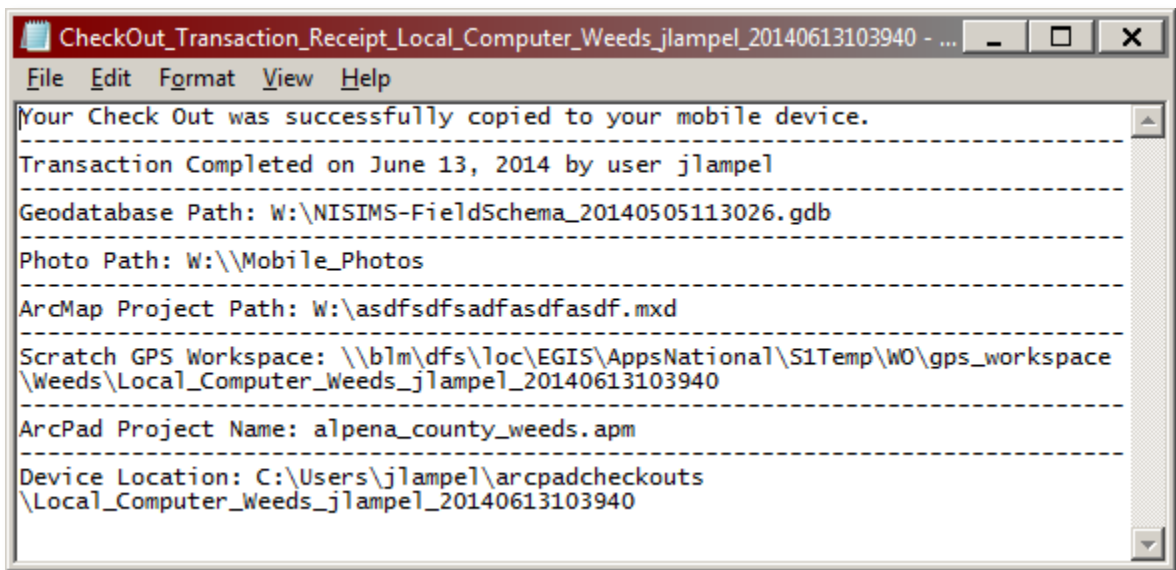 CheckOut_Transaction_Receipt_Local_Computer_Weeds_jlampel_20140613103940 - ...
File Edit Format View Help
Your Check Out was successfully copied to your mobile device.
--------------------------------------------------------------------------------
Transaction Completed on June 13, 2014 by user jlampel
--------------------------------------------------------------------------------
Geodatabase Path: W:\NISIMS-FieldSchema_20140505113026.gdb
--------------------------------------------------------------------------------
Photo Path: W:\\Mobile_Photos
--------------------------------------------------------------------------------
ArcMap Project Path: W:\asdfsdfsadfasdfasdf.mxd
--------------------------------------------------------------------------------
Scratch GPS Workspace: \\blm\dfs\loc\EGIS\AppsNational\S1Temp\WO\gps_workspace
\Weeds\Local_Computer_Weeds_jlampel_20140613103940
--------------------------------------------------------------------------------
ArcPad Project Name: alpena_county_weeds.apm
--------------------------------------------------------------------------------
Device Location: C:\Users\jlampel\arcpadcheckouts
\Local_Computer_Weeds_jlampel_20140613103940